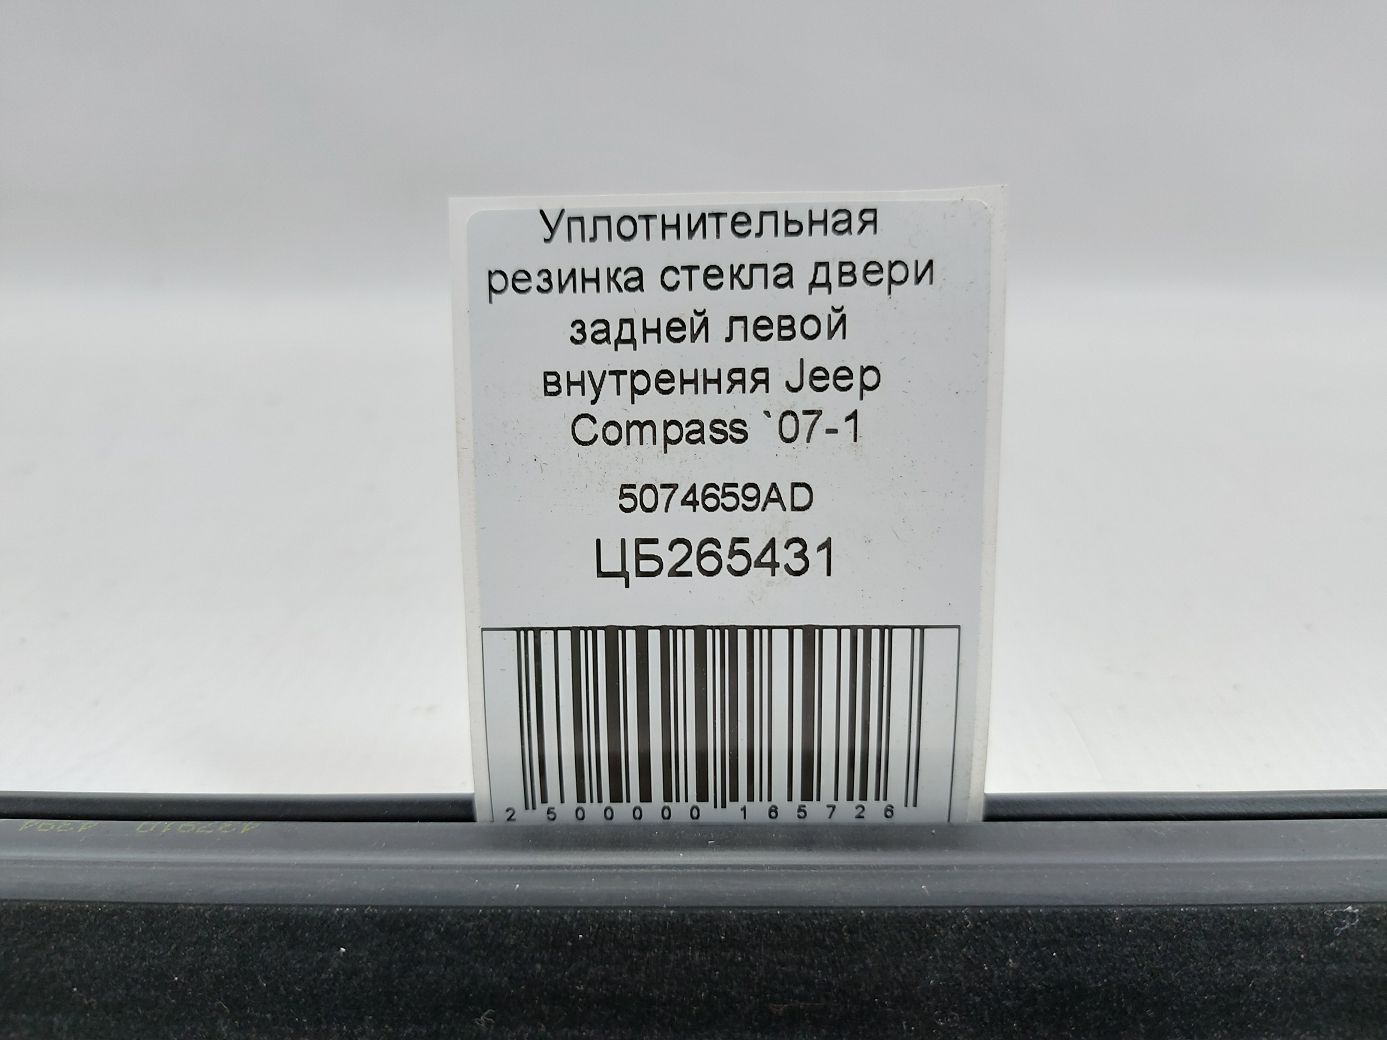 Уплотнительная
резинка стекла двери
задней левой
внутренняя Jeep
Compass `07-1
5074659AD
ЦБ265431
2 500000 165726